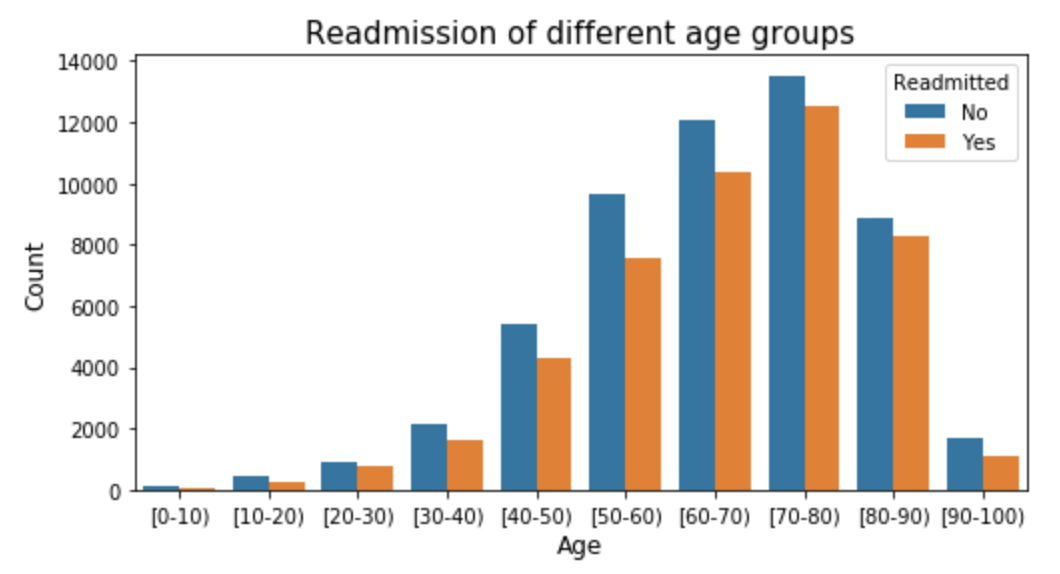 Readmission of different age groups
14000
12000
10000
8000
6000
4000
2000
0
Count
Readmitted
No
Yes
[0-10) [10-20) [20-30) [30-40) [40-50) [50-60) [60-70) [70-80) [80-90) [90-100)
Age